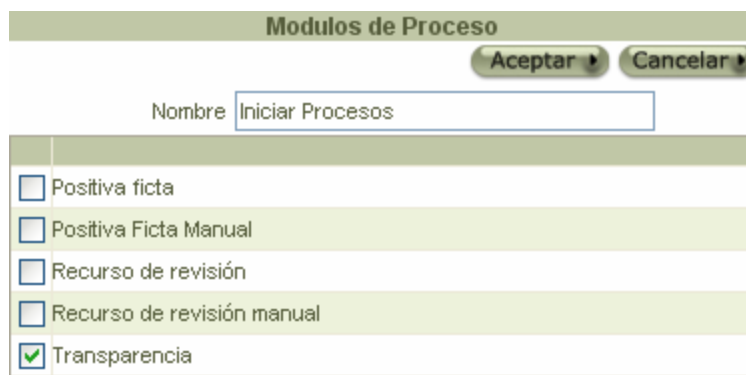 Modulos de Proceso
Aceptar Cancelar
Nombre Iniciar Procesos
Positiva ficta
Positiva Ficta Manual
Recurso de revisión
Recurso de revisión manual
Transparencia